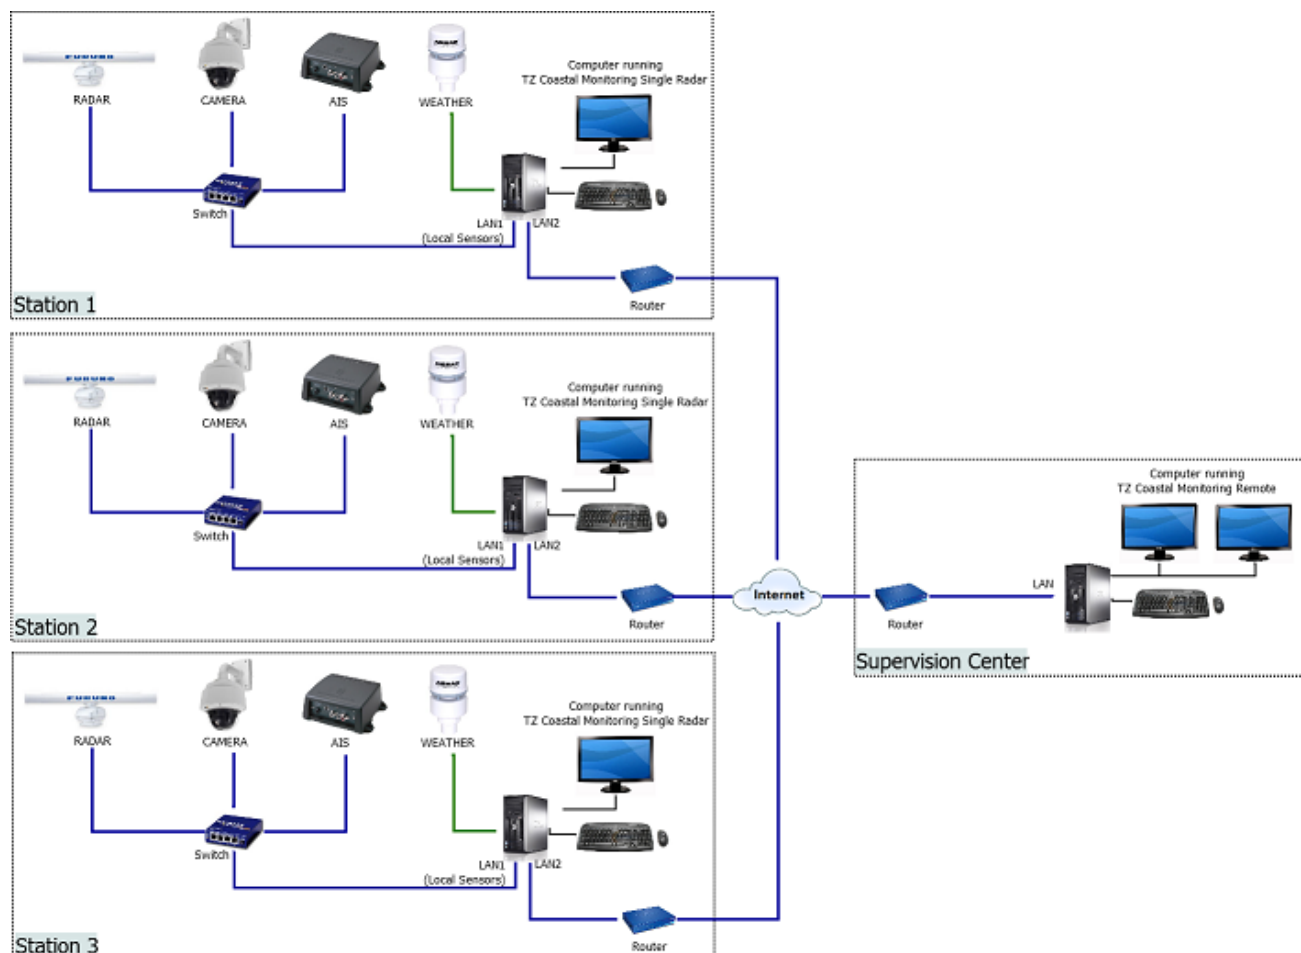 FURUNO
RADAR
CAMERA
AIS
WEATHER
Computer running
TZ Coastal Monitoring Single Radar
Switch
LAN1
(Local Sensors)
LAN2
Router
Station 1
FURUNO
RADAR
CAMERA
AIS
WEATHER
Computer running
TZ Coastal Monitoring Single Radar
Switch
LAN1
(Local Sensors)
LAN2
Router
Station 2
FURUNO
RADAR
CAMERA
AIS
WEATHER
Computer running
TZ Coastal Monitoring Single Radar
Switch
LAN1
(Local Sensors)
LAN2
Router
Station 3
Internet
Computer running
TZ Coastal Monitoring Remote
LAN
Router
Supervision Center